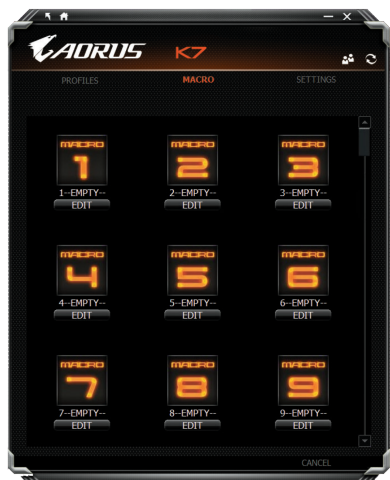 AORUS K7
PROFILES MACRO SETTINGS
MACRO MACRO MACRO
1 2 3
1--EMPTY-- 2--EMPTY-- 3--EMPTY--
EDIT EDIT EDIT
MACRO MACRO MACRO
4 5 6
4--EMPTY-- 5--EMPTY-- 6--EMPTY--
EDIT EDIT EDIT
MACRO MACRO MACRO
7 8 9
7--EMPTY-- 8--EMPTY-- 9--EMPTY--
EDIT EDIT EDIT
CANCEL